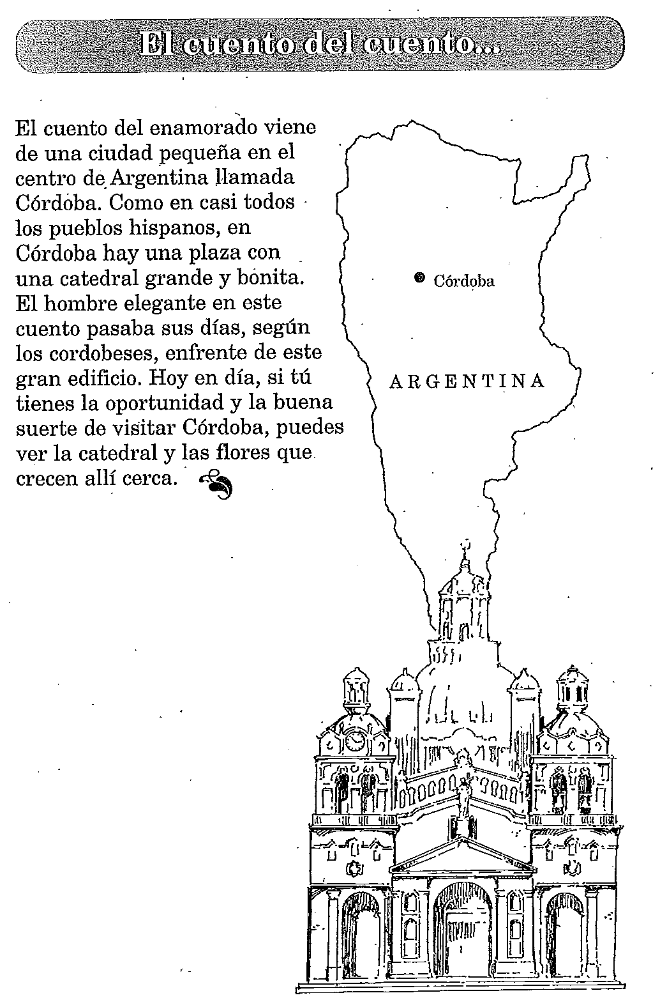 El cuento del cuento...
El cuento del enamorado viene
de una ciudad pequeña en el
centro de Argentina llamada
Córdoba. Como en casi todos
los pueblos hispanos, en
Córdoba hay una plaza con
una catedral grande y bonita.
El hombre elegante en este
cuento pasaba sus días, según
los cordobeses, enfrente de este
gran edificio. Hoy en día, si tú
tienes la oportunidad y la buena
suerte de visitar Córdoba, puedes
ver la catedral y las flores que
crecen allí cerca.
Córdoba
ARGENTINA